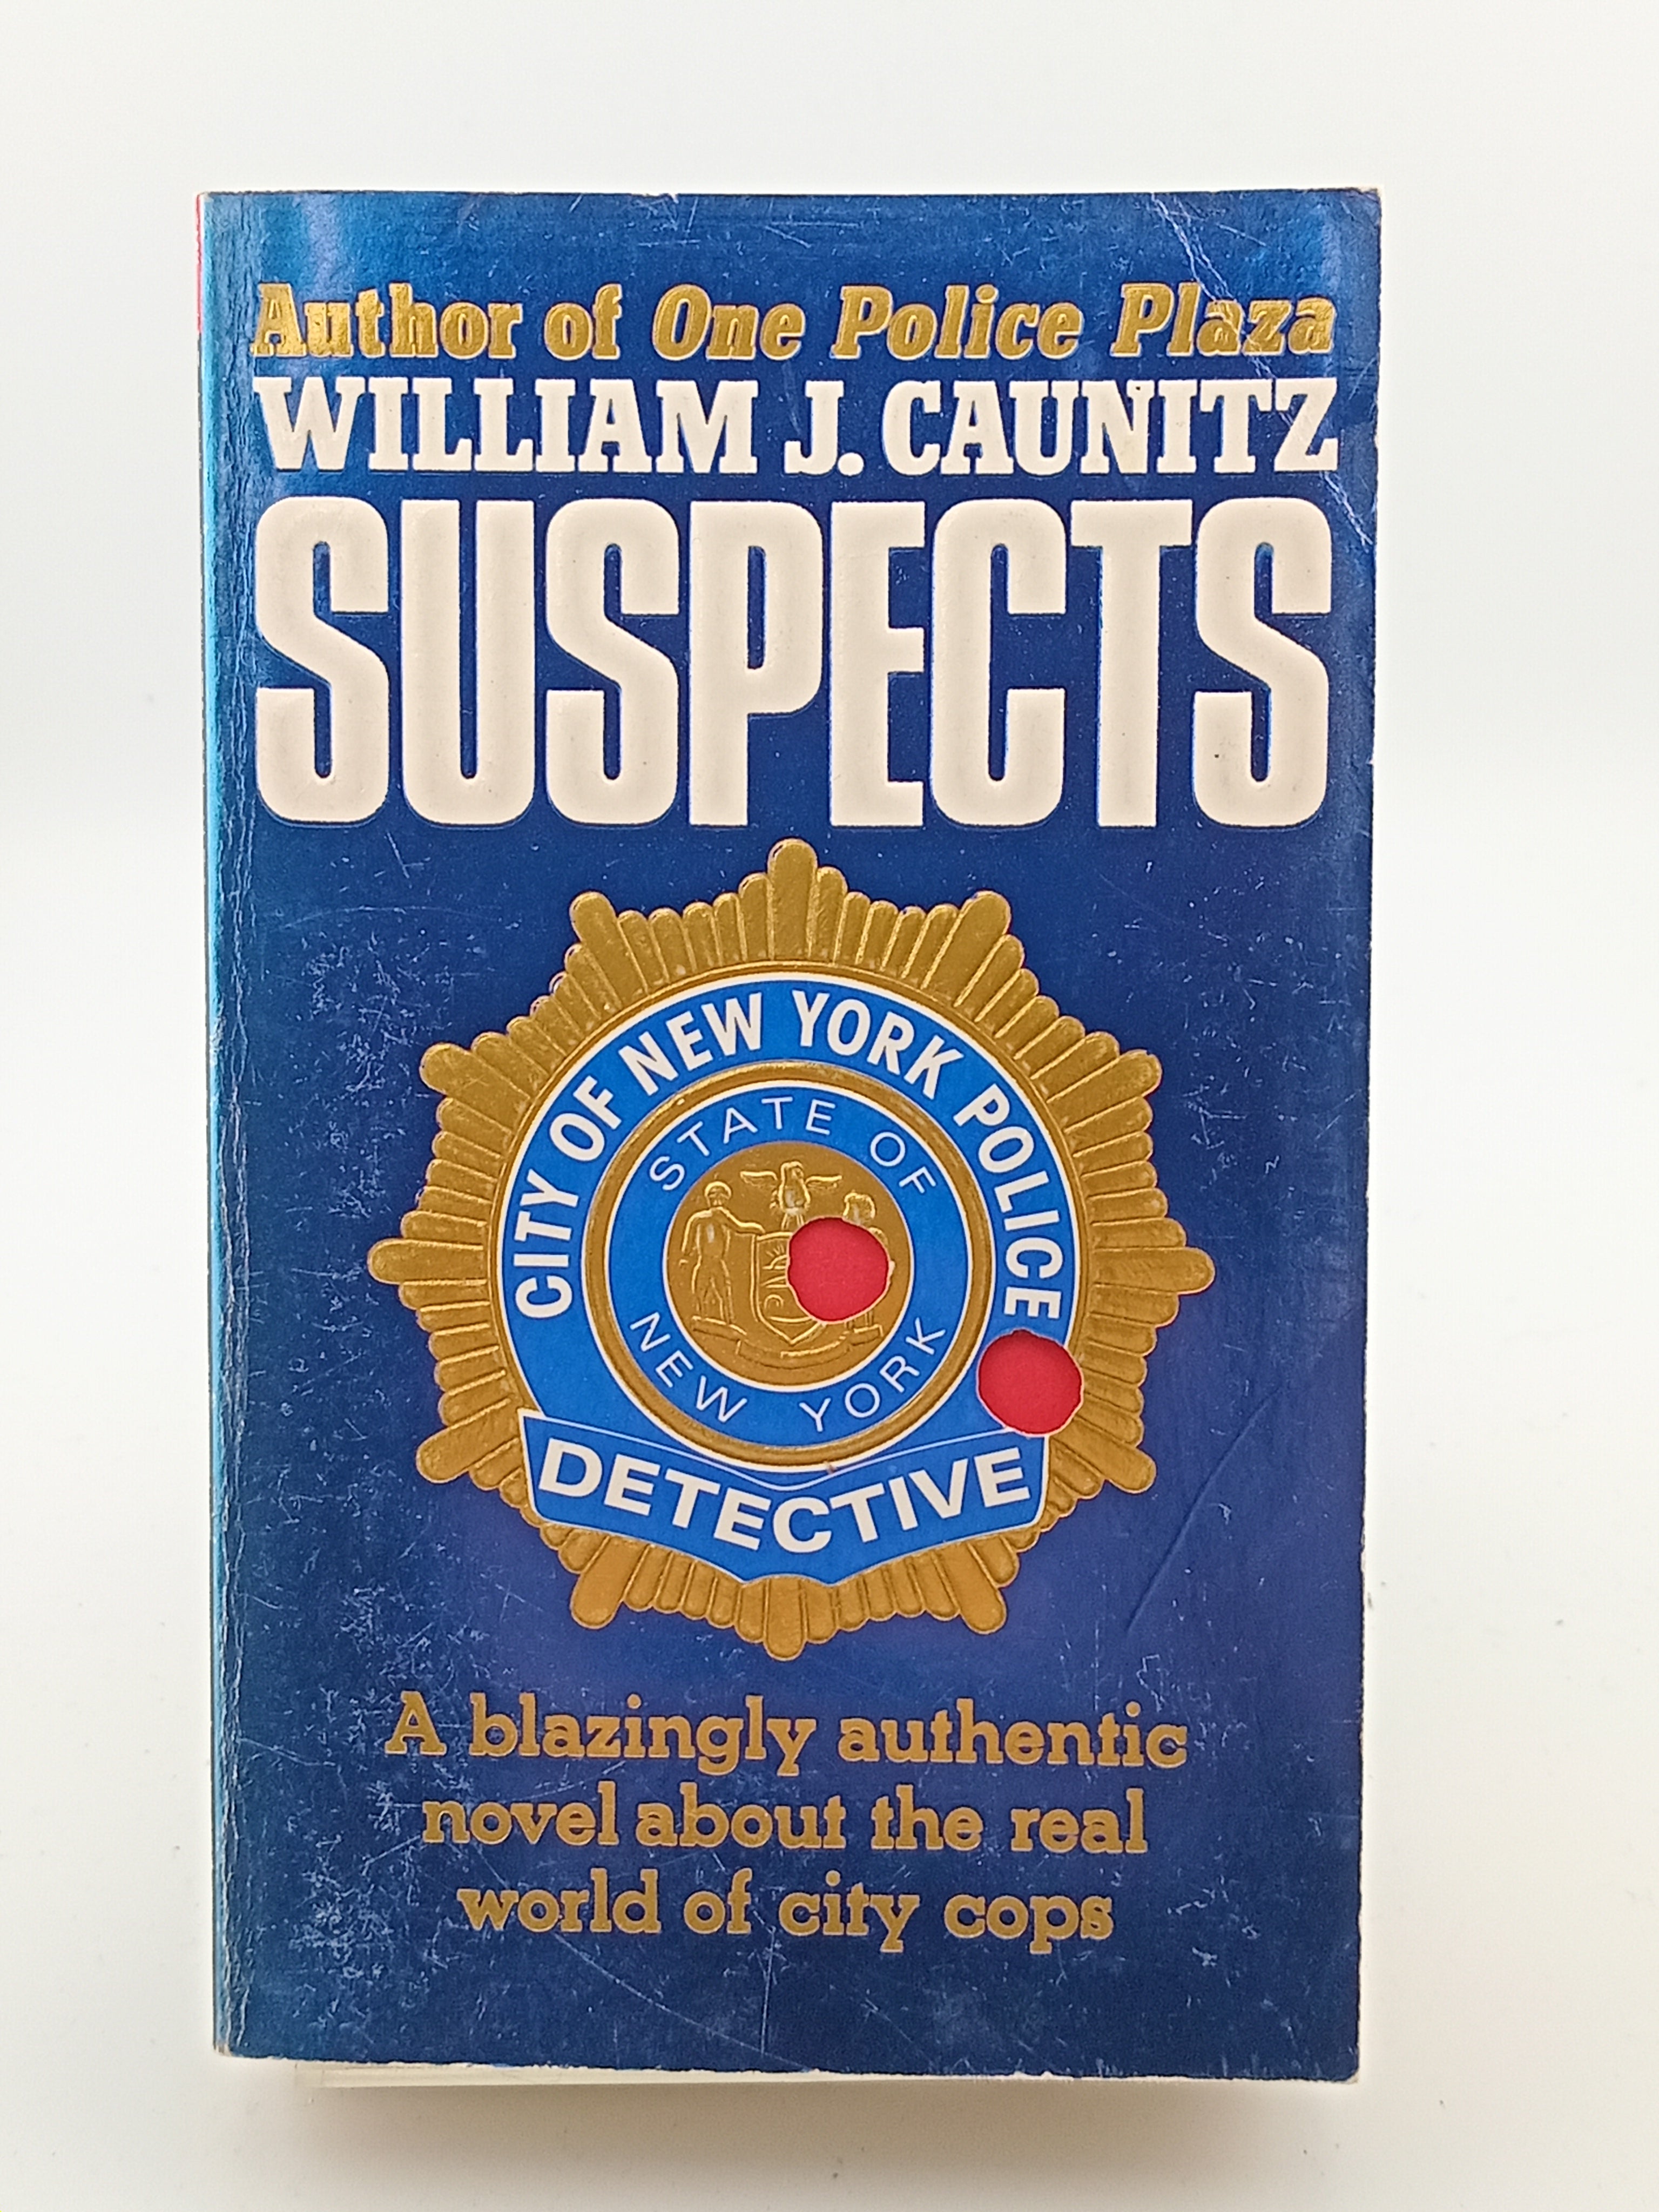 Author of One Police Plaza
WILLIAM J. CAUNITZ
SUSPECTS
CITY OF NEW YORK POLICE
STATE OF
NEW YORK
DETECTIVE
A blazingly authentic
novel about the real
world of city cops